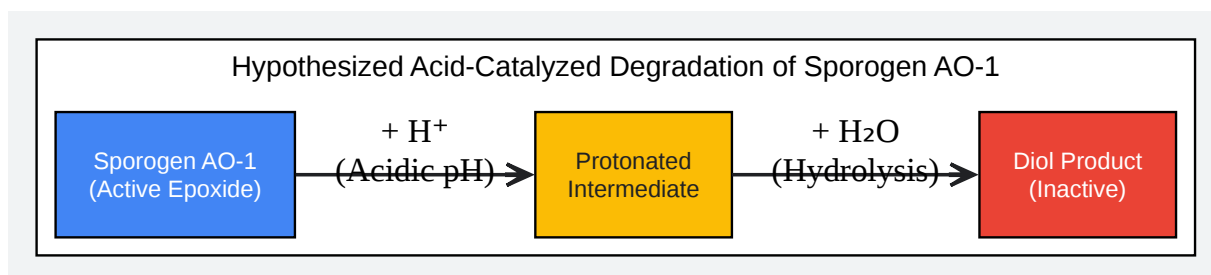 Hypothesized Acid-Catalyzed Degradation of Sporogen AO-1
Sporogen AO-1
(Active Epoxide)
+ H⁺
(Acidic pH)
Protonated
Intermediate
+ H₂O
(Hydrolysis)
Diol Product
(Inactive)